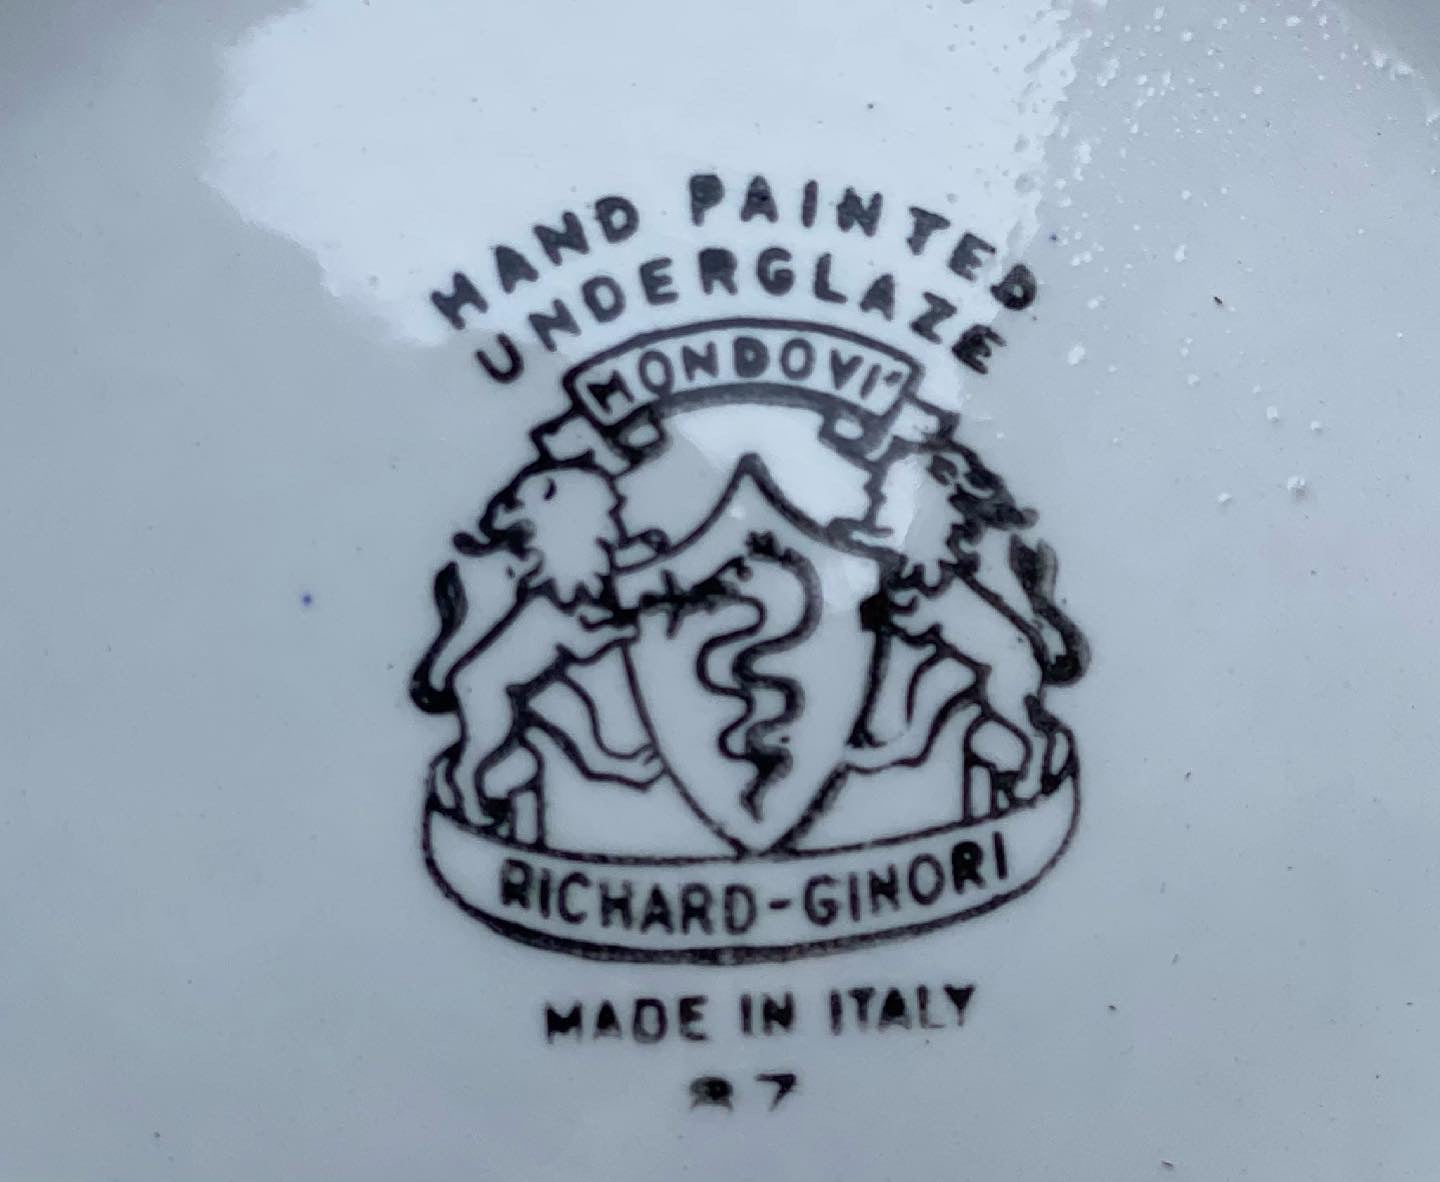 HAND PAINTED
UNDERGLAZE
MONDOVI'
RICHARD-GINORI
MADE IN ITALY